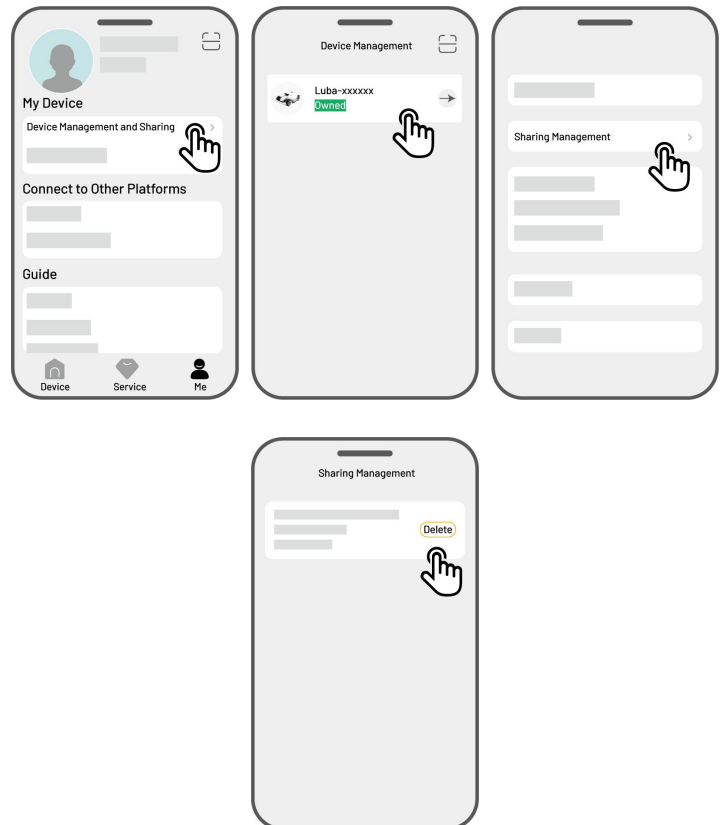 My Device
Device Management and Sharing
Connect to Other Platforms
Guide
Device
Service
Me
Device Management
Luba-xxxxxx
Owned
Sharing Management
Sharing Management
Delete